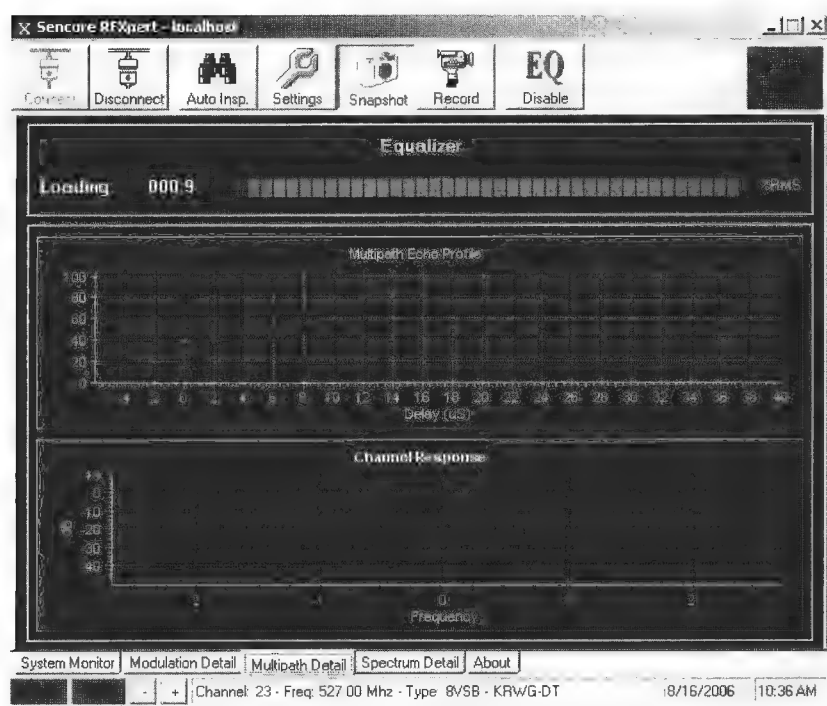 X Sencore RFXpert - localhost
Connect Disconnect Auto Insp. Settings Snapshot Record EQ Disable
Equalizer
Loading 000.9 %RMS
Multipath Echo Profile
100
80
60
40
20
0
-4 -2 0 2 4 6 8 10 12 14 16 18 20 22 24 26 28 30 32 34 36 38 40
Delay (uS)
Channel Response
0
0
Frequency
System Monitor Modulation Detail Multipath Detail Spectrum Detail About
- + Channel: 23 - Freq: 527.00 Mhz - Type 8VSB - KRWG-DT 8/16/2006 10:36 AM